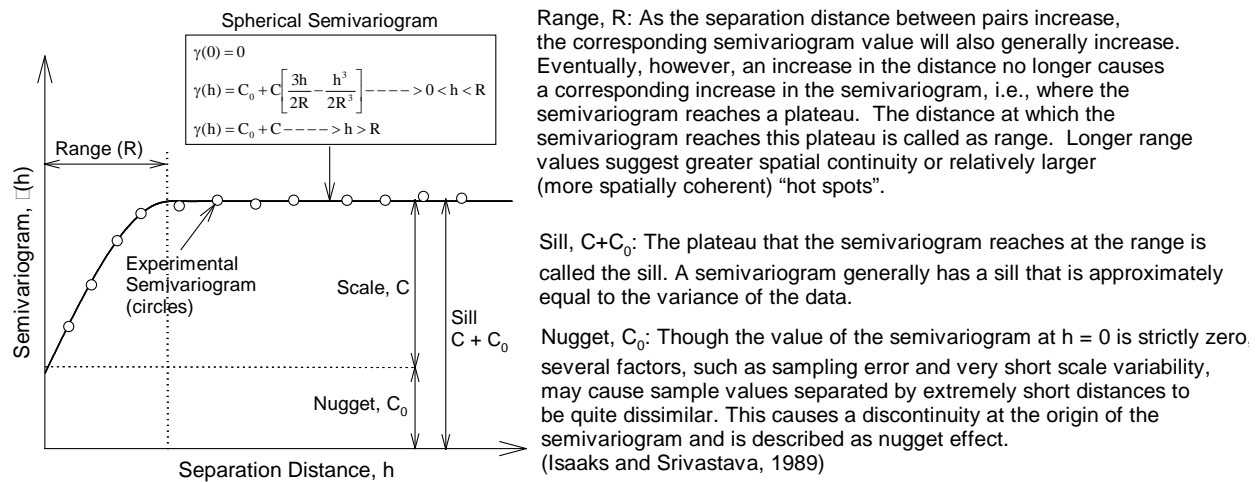 Spherical Semivariogram
γ(0) = 0
γ(h) = C₀ + C[3h/2R − h³/2R³] - - - - > 0 < h < R
γ(h) = C₀ + C - - - - > h > R
Range (R)
Semivariogram, □(h)
Experimental
Semivariogram
(circles)
Scale, C
Sill
C + C₀
Nugget, C₀
Separation Distance, h
Range, R: As the separation distance between pairs increase,
the corresponding semivariogram value will also generally increase.
Eventually, however, an increase in the distance no longer causes
a corresponding increase in the semivariogram, i.e., where the
semivariogram reaches a plateau. The distance at which the
semivariogram reaches this plateau is called as range. Longer range
values suggest greater spatial continuity or relatively larger
(more spatially coherent) “hot spots”.
Sill, C+C₀: The plateau that the semivariogram reaches at the range is
called the sill. A semivariogram generally has a sill that is approximately
equal to the variance of the data.
Nugget, C₀: Though the value of the semivariogram at h = 0 is strictly zero,
several factors, such as sampling error and very short scale variability,
may cause sample values separated by extremely short distances to
be quite dissimilar. This causes a discontinuity at the origin of the
semivariogram and is described as nugget effect.
(Isaaks and Srivastava, 1989)